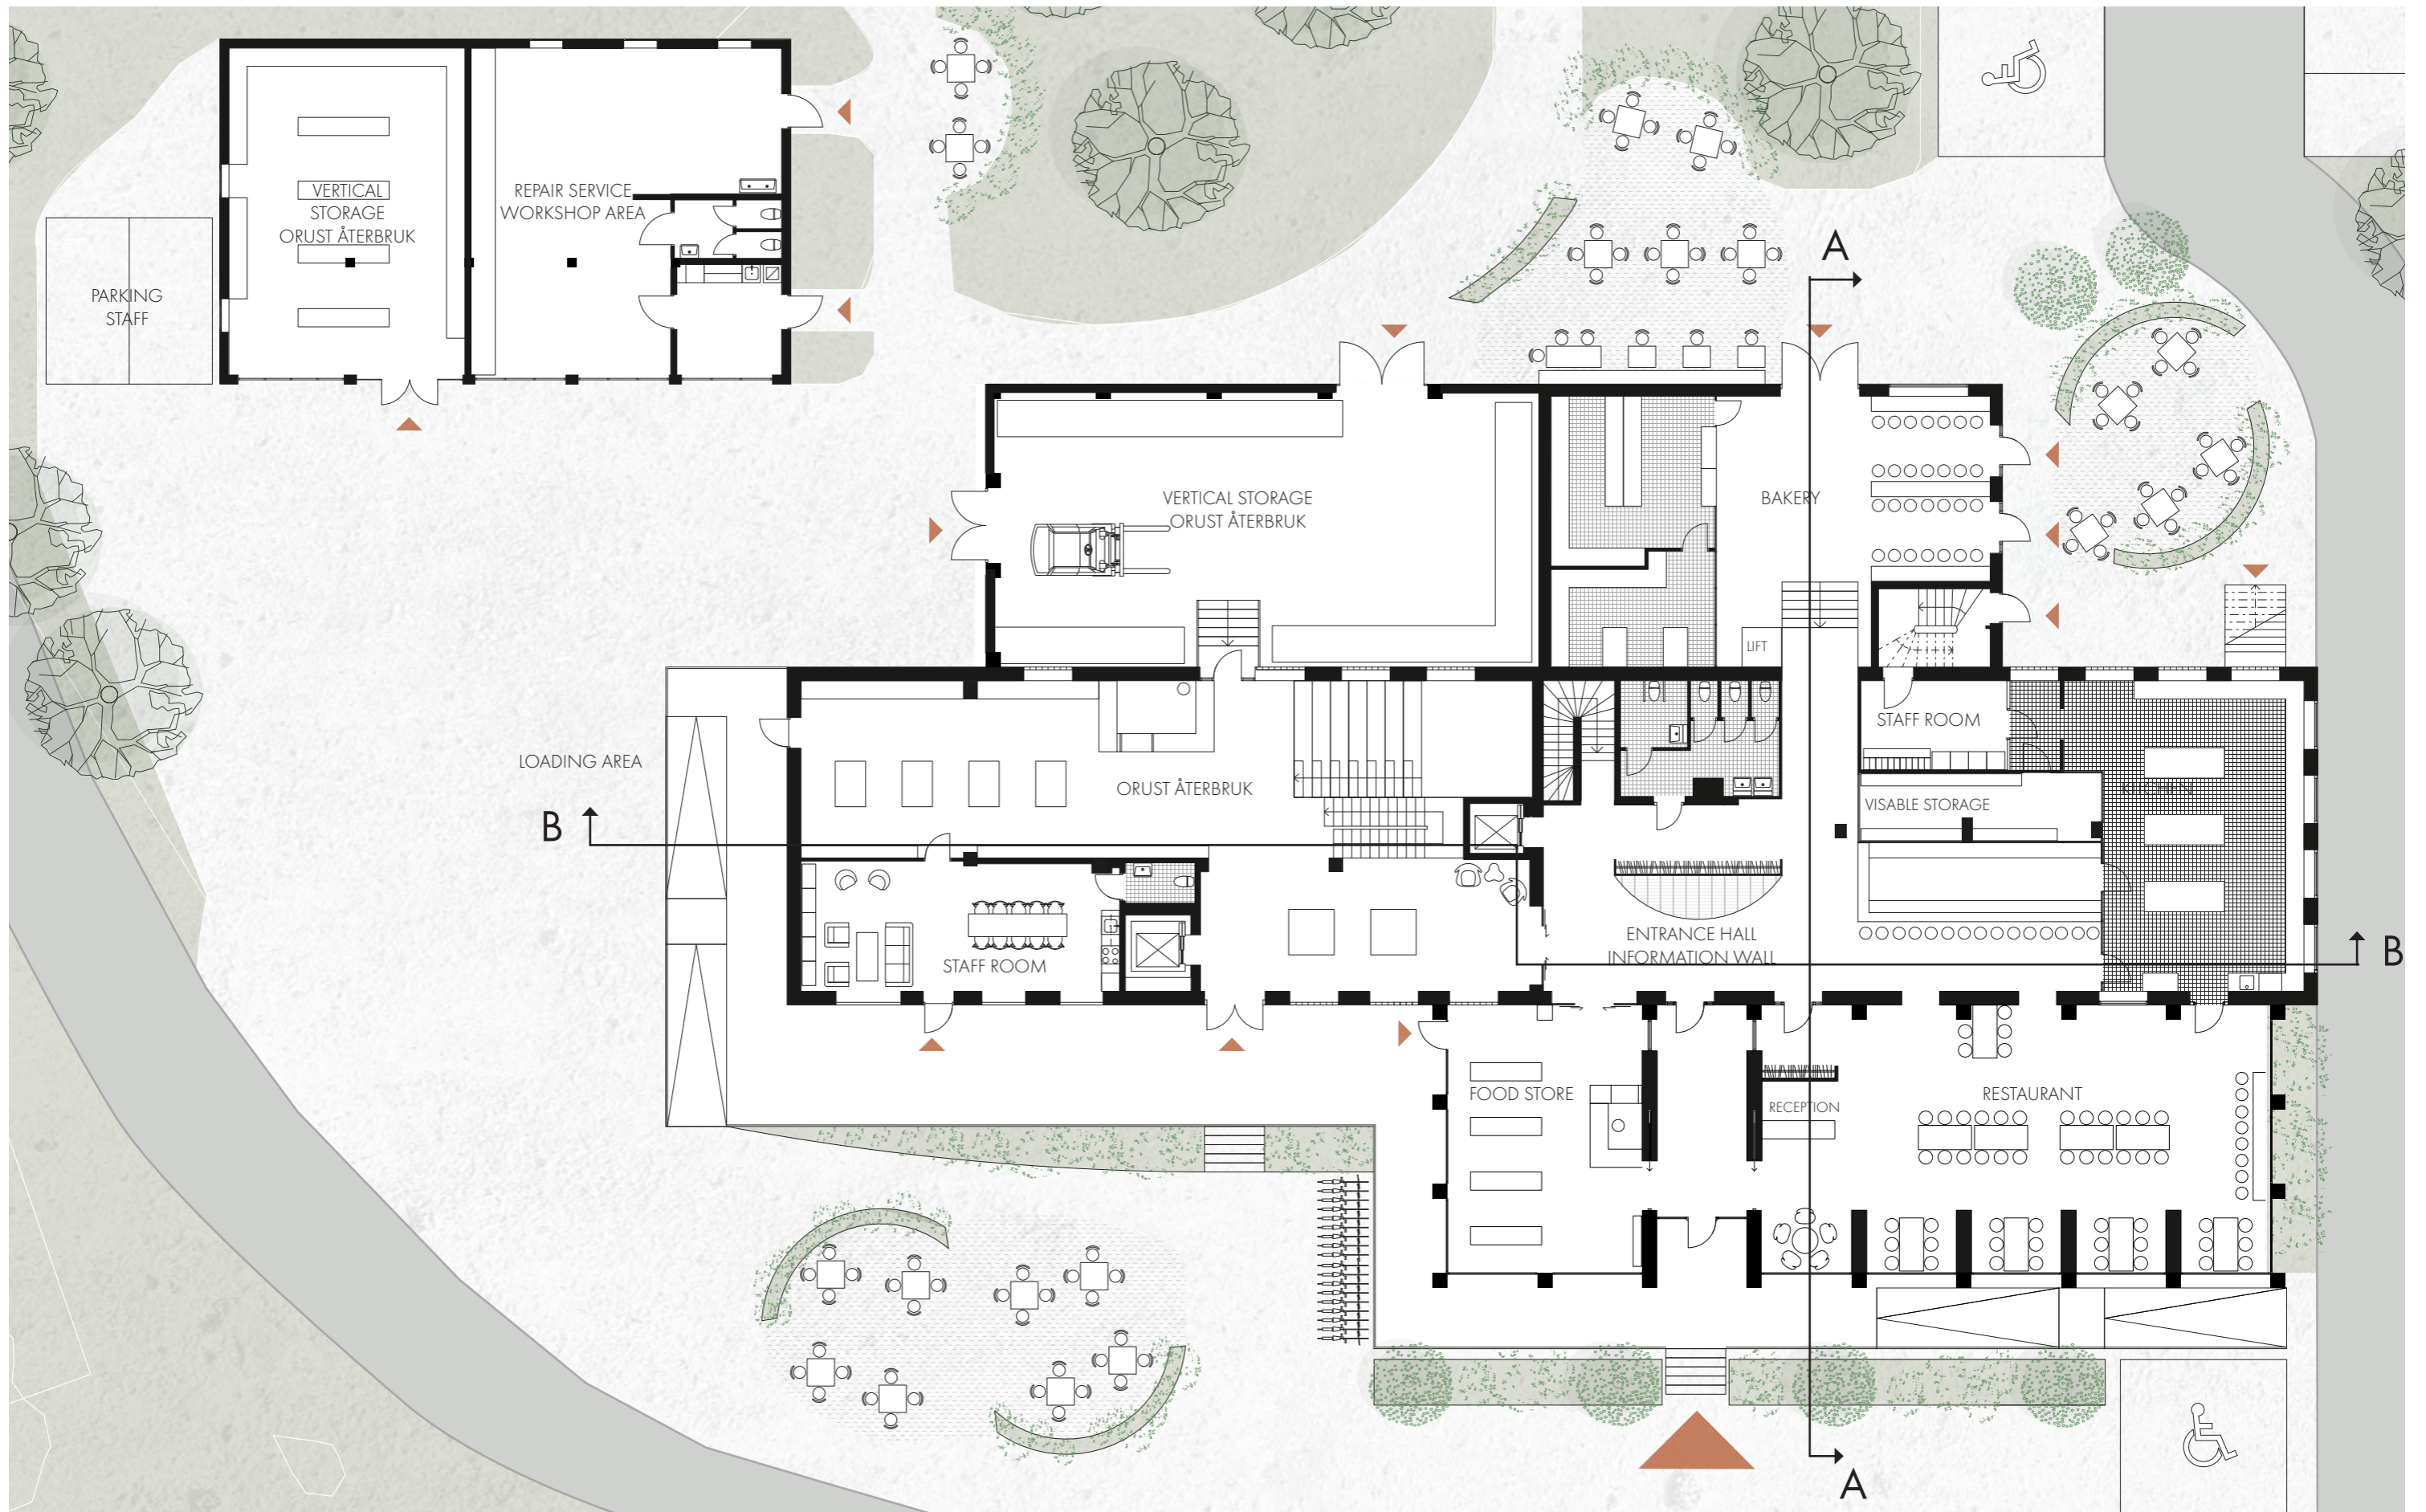 VERTICAL
STORAGE
ORUST ÅTERBRUK
REPAIR SERVICE
WORKSHOP AREA
PARKING
STAFF
A
VERTICAL STORAGE
ORUST ÅTERBRUK
BAKERY
LIFT
STAFF ROOM
LOADING AREA
ORUST ÅTERBRUK
KITCHEN
VISABLE STORAGE
B
ENTRANCE HALL
INFORMATION WALL
B
STAFF ROOM
FOOD STORE
RECEPTION
RESTAURANT
A